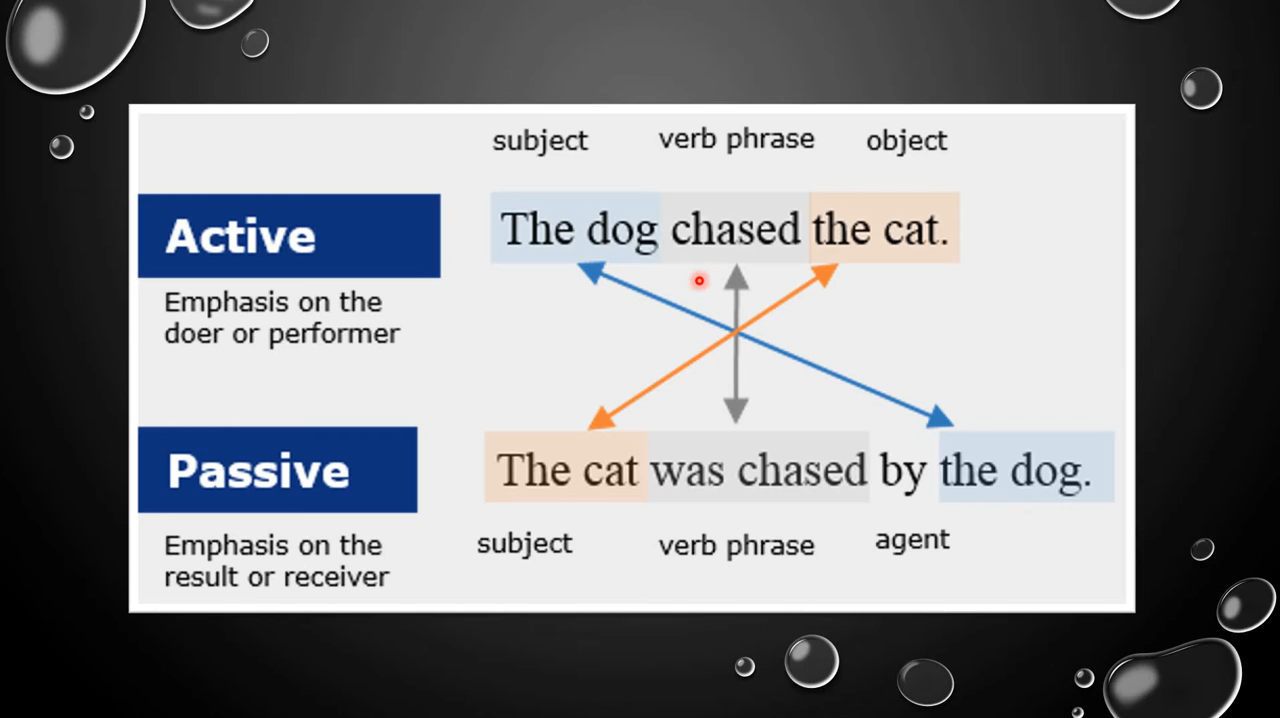 subject verb phrase object
Active The dog chased the cat.
Emphasis on the
doer or performer
Passive The cat was chased by the dog.
subject verb phrase agent
Emphasis on the
result or receiver